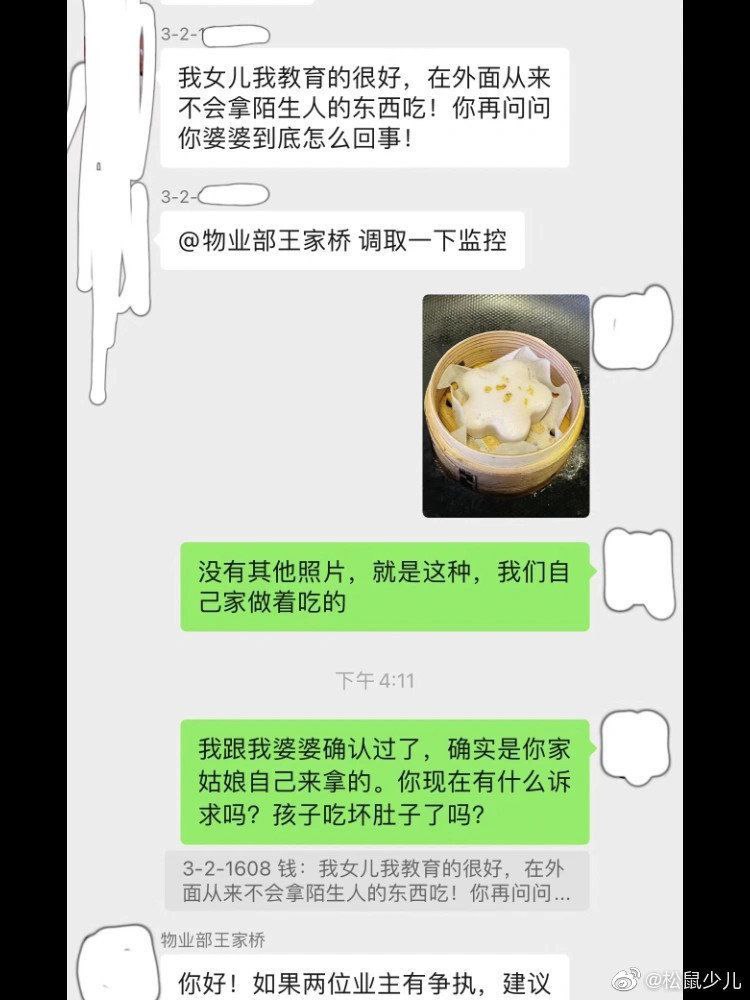 3-2-1
我女儿我教育的很好，在外面从来
不会拿陌生人的东西吃！你再问问
你婆婆到底怎么回事！
3-2-
@物业部王家桥 调取一下监控
没有其他照片，就是这种，我们自
己家做着吃的
下午 4:11
我跟我婆婆确认过了，确实是你家
姑娘自己来拿的。你现在有什么诉
求吗？孩子吃坏肚子了吗？
3-2-1608 钱：我女儿我教育的很好，在外
面从来不会拿陌生人的东西吃！你再问问...
物业部王家桥
你好！如果两位业主有争执，建议
@松鼠少儿